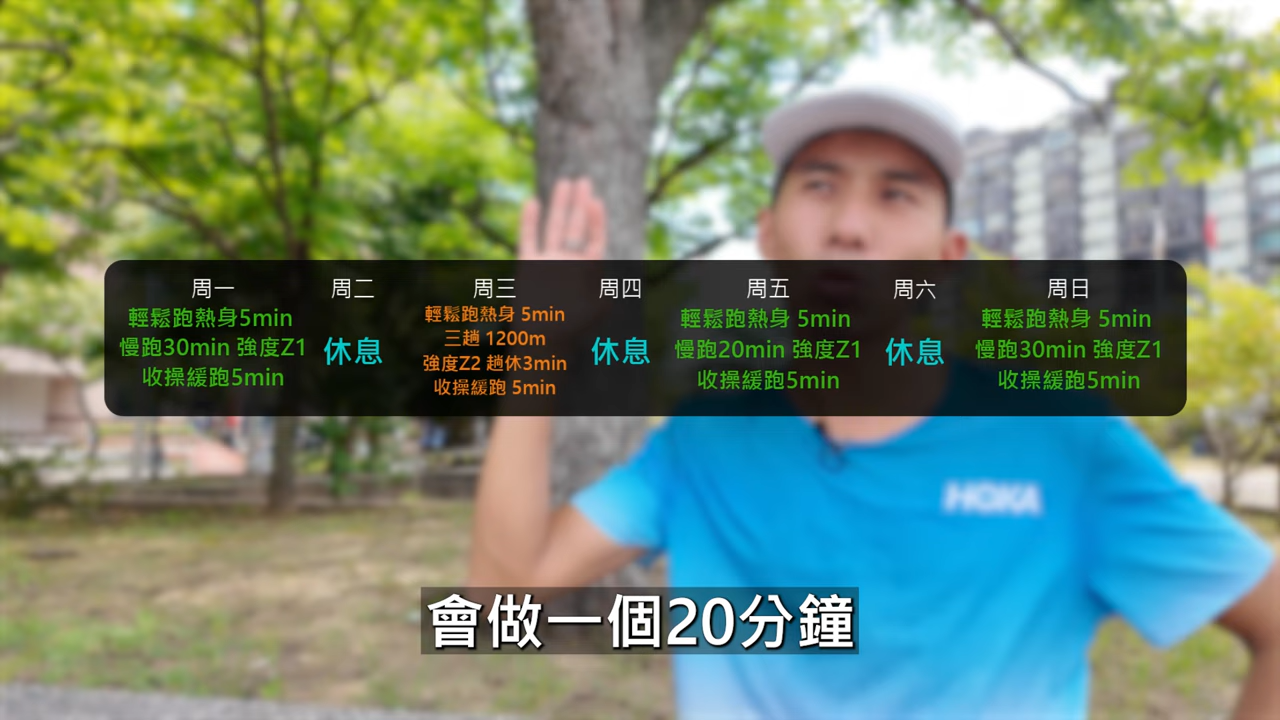 周一
輕鬆跑熱身5min
慢跑30min 強度Z1
收操緩跑5min
周二
休息
周三
輕鬆跑熱身 5min
三趟 1200m
強度Z2 趟休3min
收操緩跑 5min
周四
休息
周五
輕鬆跑熱身 5min
慢跑20min 強度Z1
收操緩跑5min
周六
休息
周日
輕鬆跑熱身 5min
慢跑30min 強度Z1
收操緩跑5min
HOKA
會做一個20分鐘